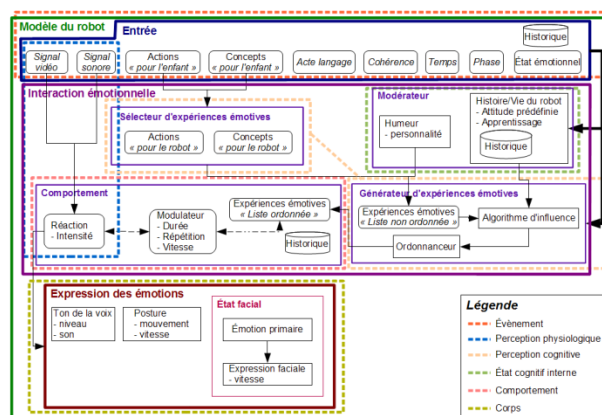 Modèle du robot
Entrée
Historique
Signal
vidéo
Signal
sonore
Actions
« pour l'enfant »
Concepts
« pour l'enfant »
Acte langage
Cohérence
Temps
Phase
État émotionnel
Interaction émotionnelle
Sélecteur d'expériences émotives
Actions
« pour le robot »
Concepts
« pour le robot »
Modérateur
Humeur
- personnalité
Histoire/Vie du robot
- Attitude prédéfinie
- Apprentissage
Historique
Comportement
Réaction
- Intensité
Modulateur
- Durée
- Répétition
- Vitesse
Expériences émotives
« Liste ordonnée »
Historique
Générateur d'expériences émotives
Expériences émotives
« Liste non ordonnée »
Algorithme d'influence
Ordonnanceur
Expression des émotions
Ton de la voix
- niveau
- son
Posture
- mouvement
- vitesse
État facial
Émotion primaire
Expression faciale
- vitesse
Légende
Évènement
Perception physiologique
Perception cognitive
État cognitif interne
Comportement
Corps